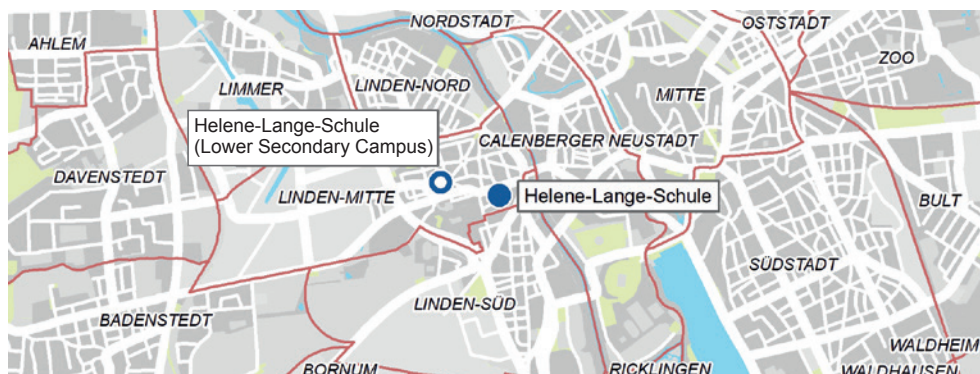 NORDSTADT
OSTSTADT
AHLEM
ZOO
LIMMER
LINDEN-NORD
MITTE
Helene-Lange-Schule
(Lower Secondary Campus)
CALENBERGER NEUSTADT
DAVENSTEDT
LINDEN-MITTE
Helene-Lange-Schule
BULT
SÜDSTADT
LINDEN-SÜD
BADENSTEDT
WALDHEIM
BORNUM
RICKLINGEN
WALDHAUSEN